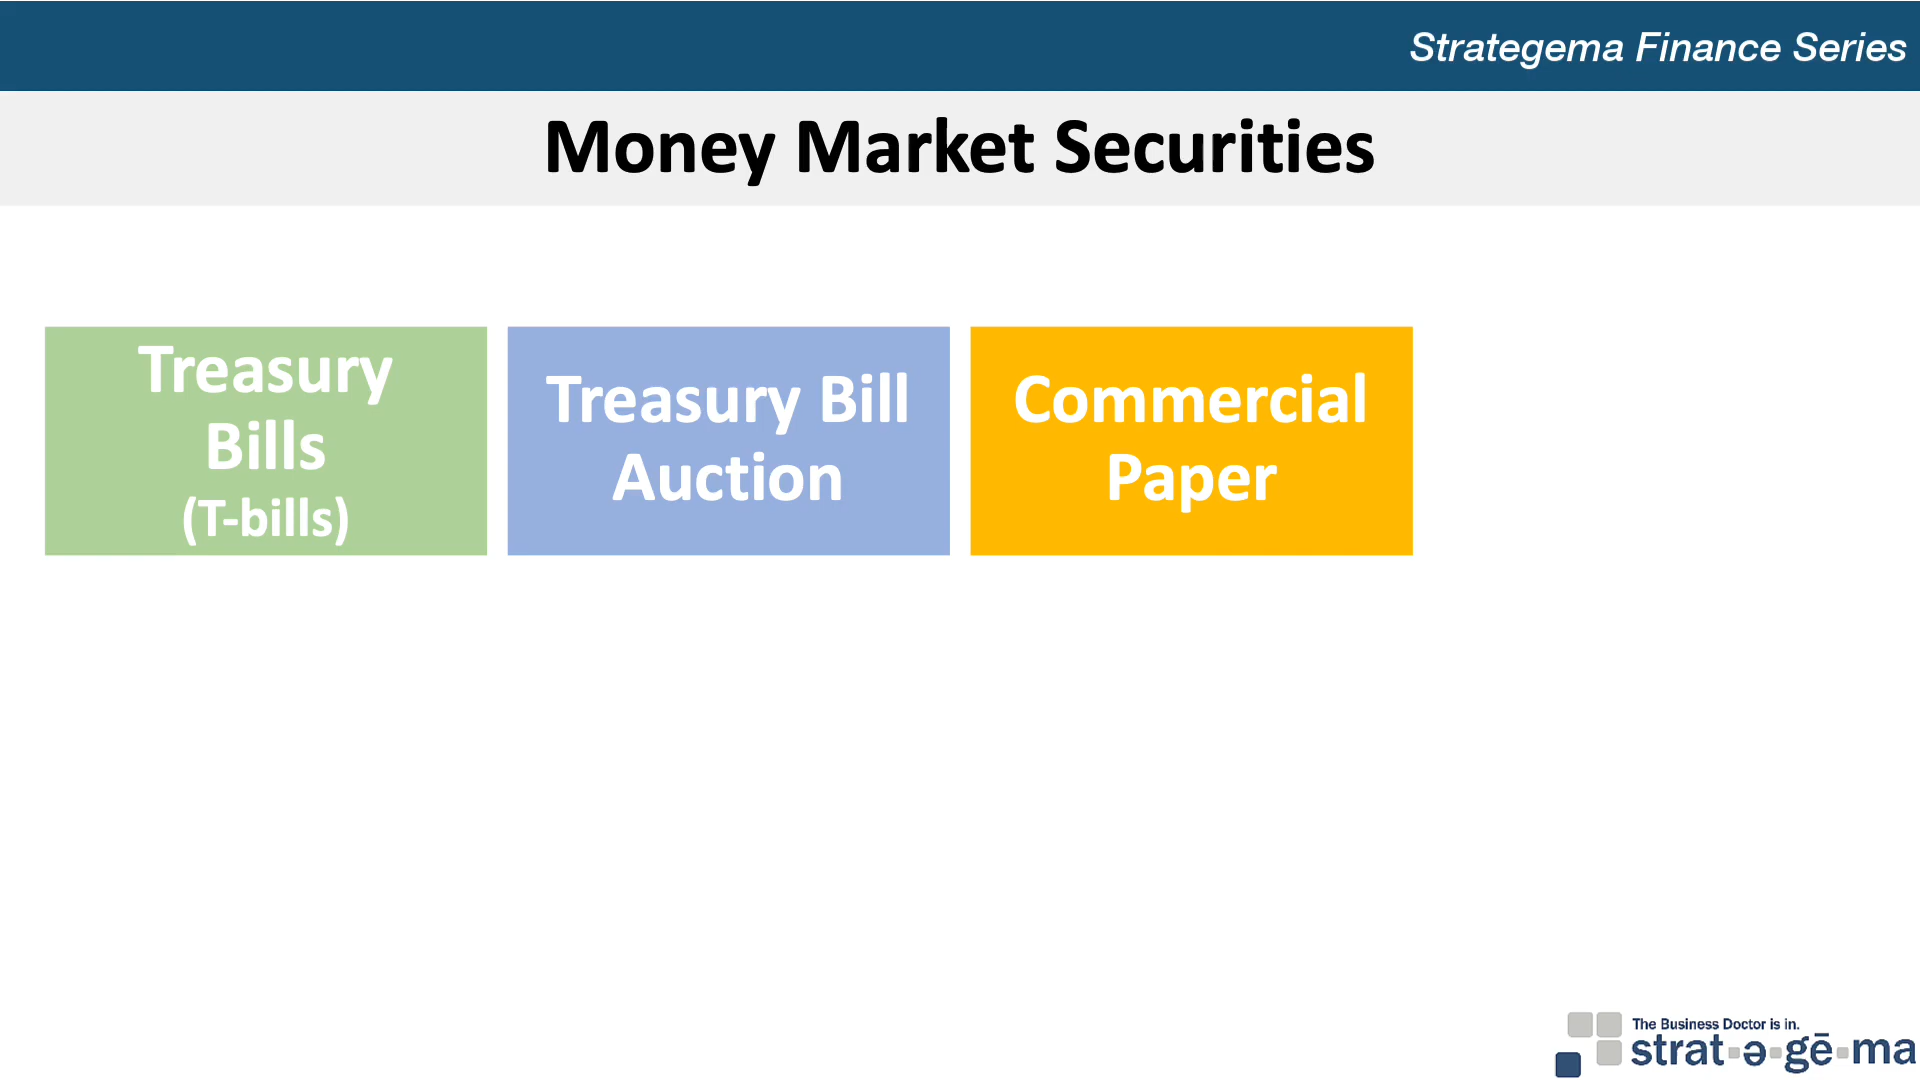 Strategema Finance Series
Money Market Securities
Treasury
Bills
(T-bills)
Treasury Bill
Auction
Commercial
Paper
The Business Doctor is in.
strat-ə-gē-ma